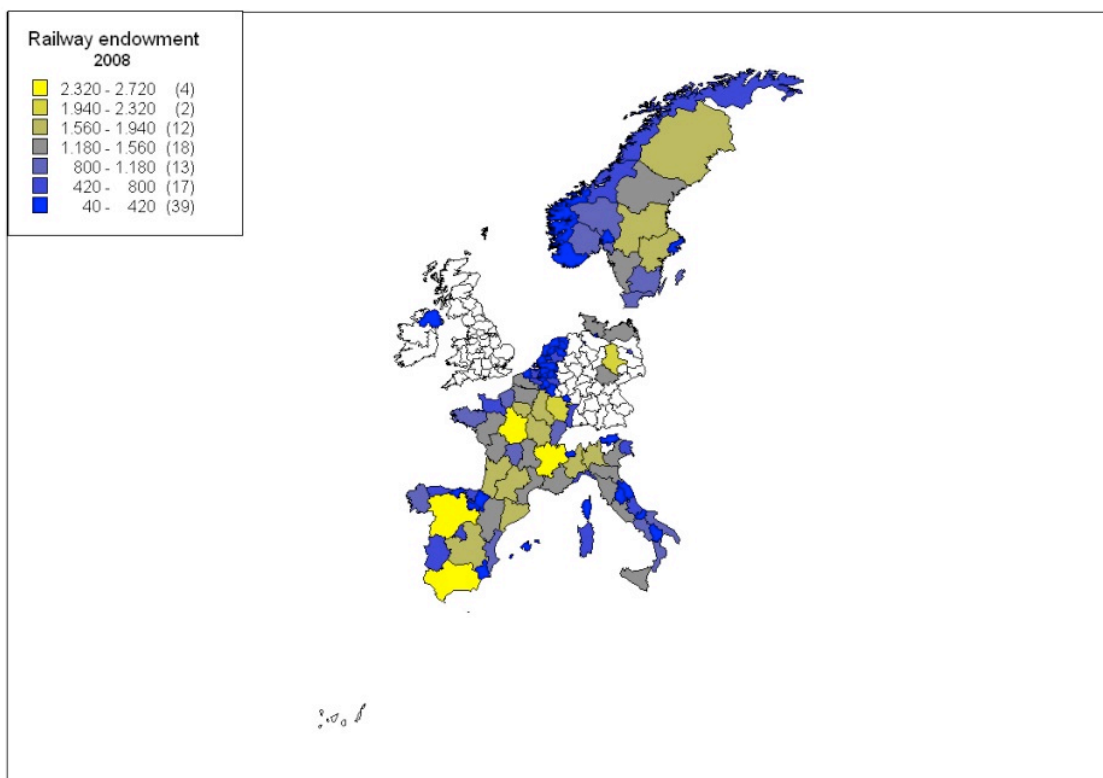 Railway endowment
2008
2.320 - 2.720 (4)
1.940 - 2.320 (2)
1.560 - 1.940 (12)
1.180 - 1.560 (18)
800 - 1.180 (13)
420 - 800 (17)
40 - 420 (39)